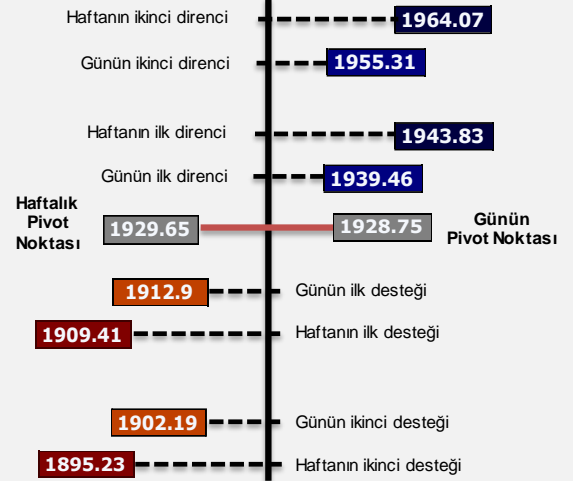 Haftanın ikinci direnci 1964.07
Günün ikinci direnci 1955.31
Haftanın ilk direnci 1943.83
Günün ilk direnci 1939.46
Haftalık
Pivot
Noktası
1929.65
1928.75
Günün
Pivot Noktası
1912.9 Günün ilk desteği
1909.41 Haftanın ilk desteği
1902.19 Günün ikinci desteği
1895.23 Haftanın ikinci desteği